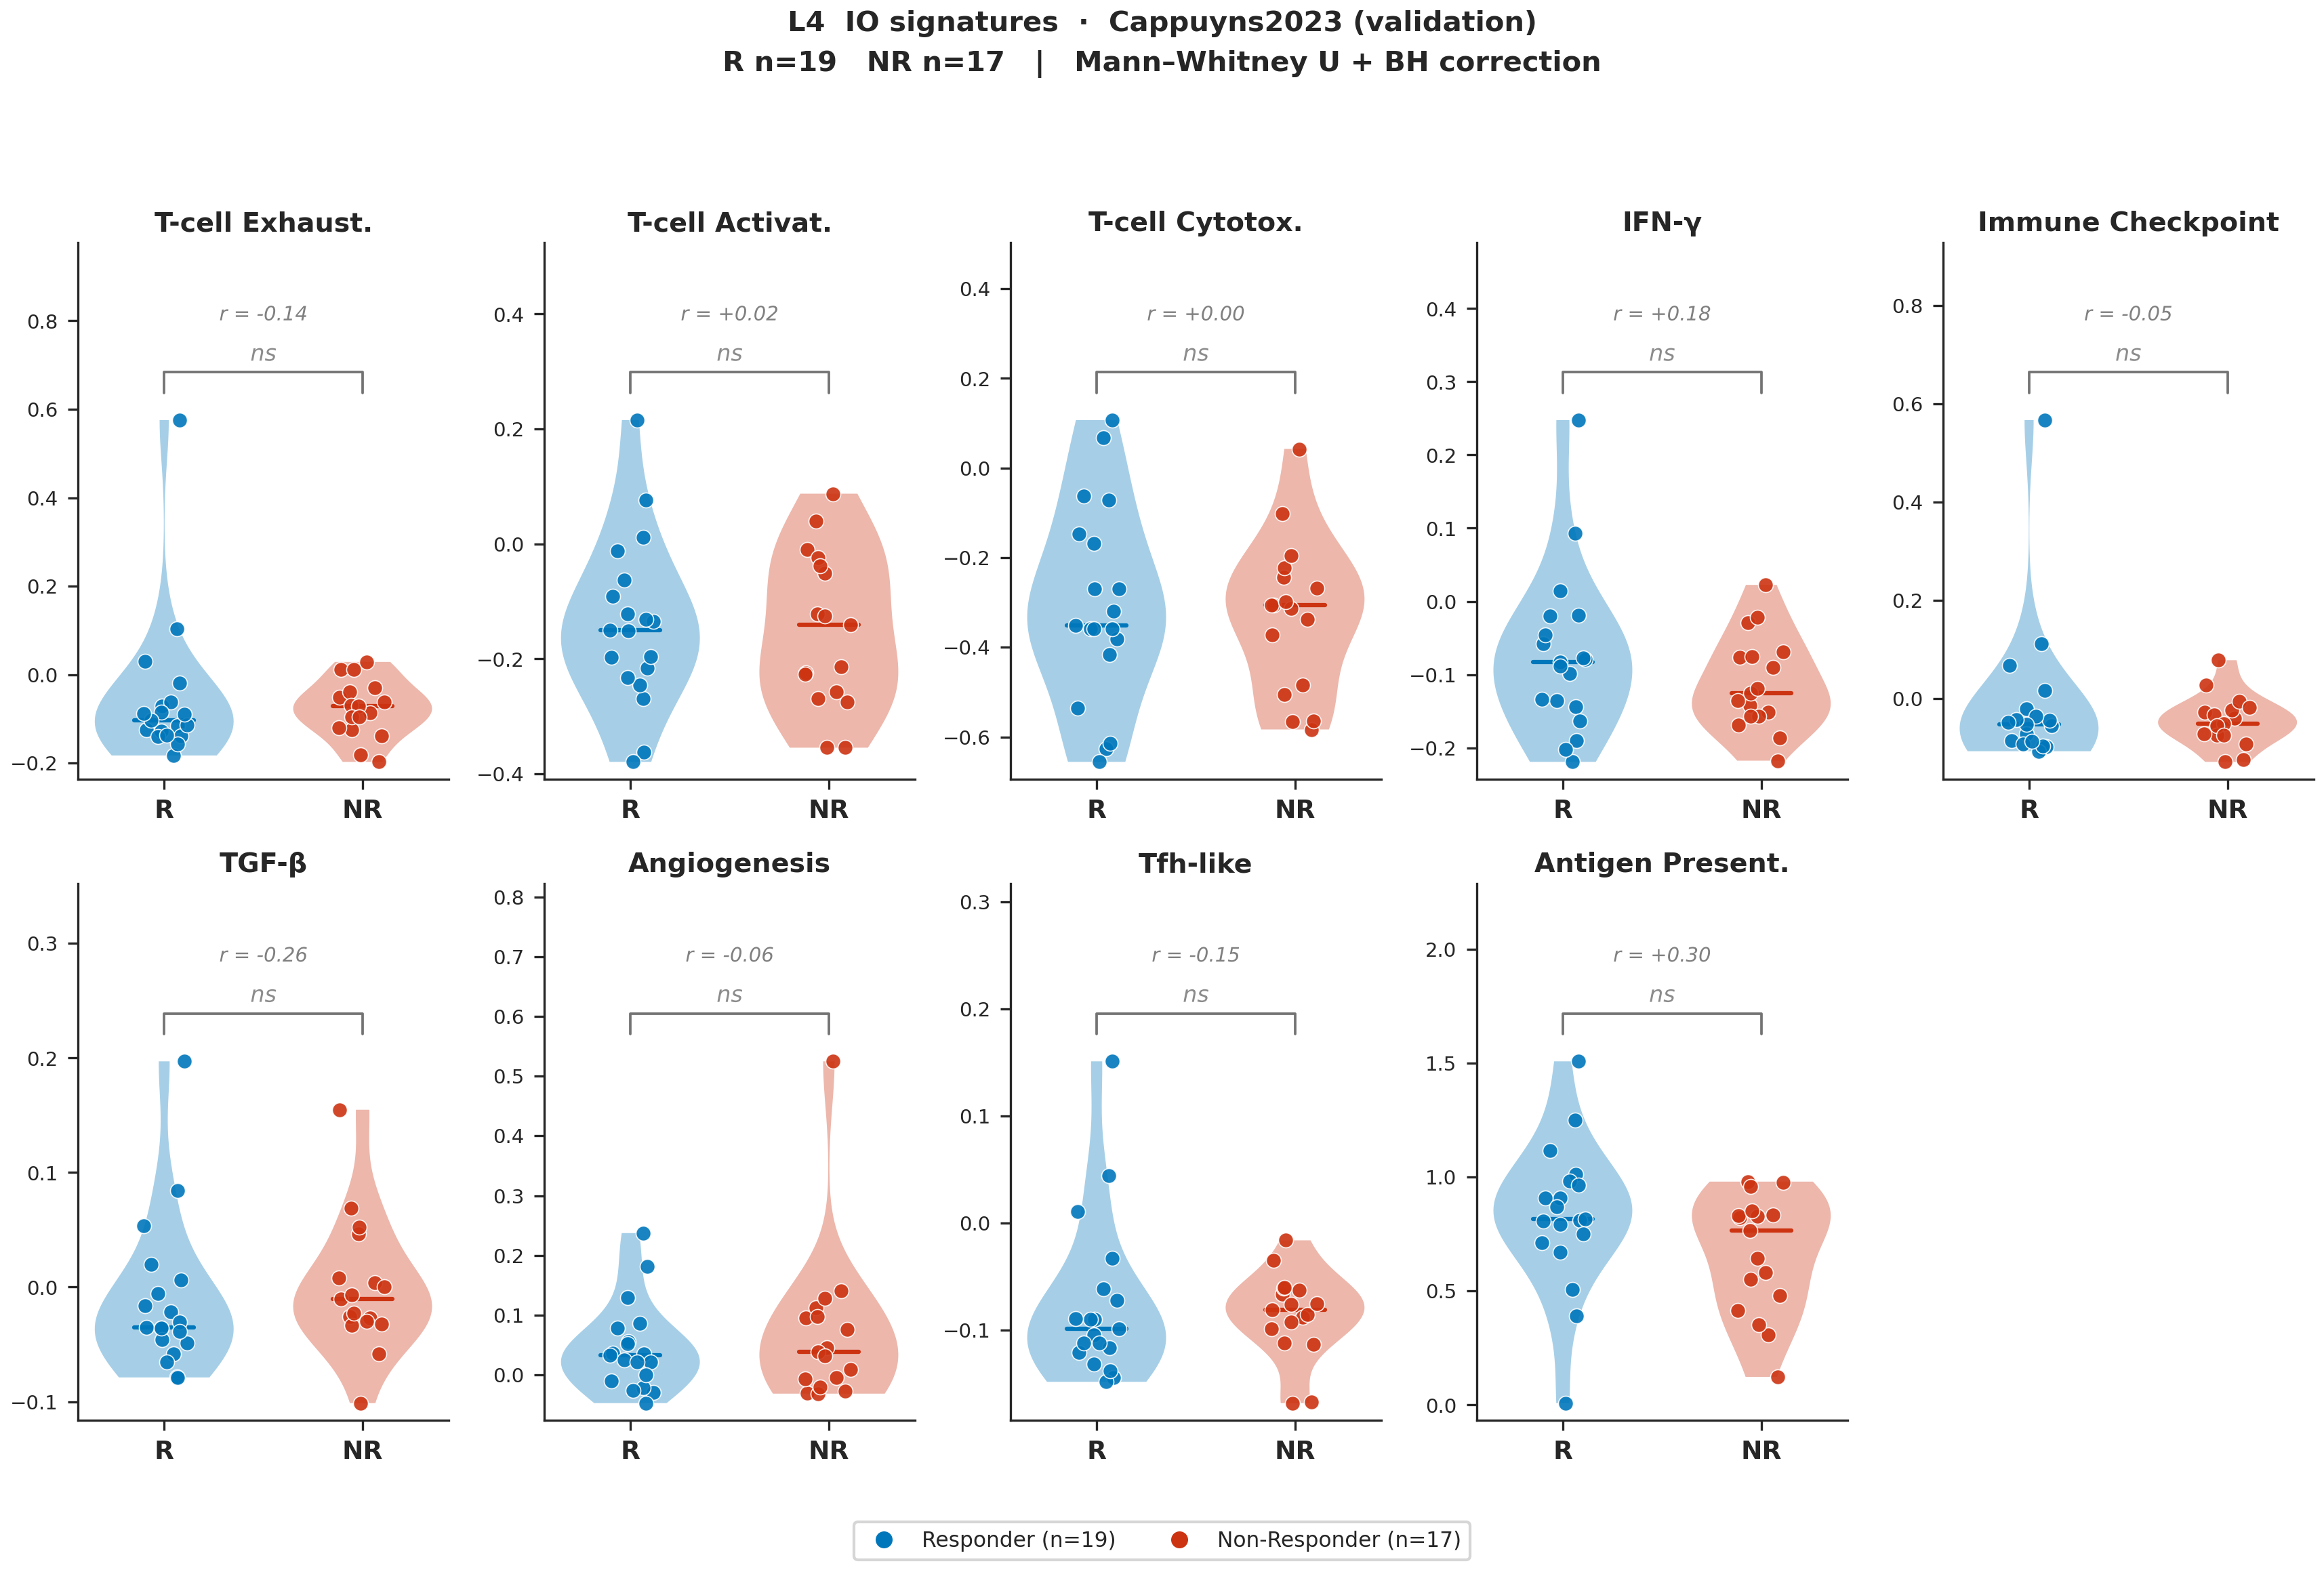 L4 IO signatures · Cappuyns2023 (validation)
R n=19 NR n=17 | Mann–Whitney U + BH correction
T-cell Exhaust.
r = -0.14
ns
0.8
0.6
0.4
0.2
0.0
−0.2
R NR
T-cell Activat.
r = +0.02
ns
0.4
0.2
0.0
−0.2
−0.4
R NR
T-cell Cytotox.
r = +0.00
ns
0.4
0.2
0.0
−0.2
−0.4
−0.6
R NR
IFN-γ
r = +0.18
ns
0.4
0.3
0.2
0.1
0.0
−0.1
−0.2
R NR
Immune Checkpoint
r = -0.05
ns
0.8
0.6
0.4
0.2
0.0
R NR
TGF-β
r = -0.26
ns
0.3
0.2
0.1
0.0
−0.1
R NR
Angiogenesis
r = -0.06
ns
0.8
0.7
0.6
0.5
0.4
0.3
0.2
0.1
0.0
R NR
Tfh-like
r = -0.15
ns
0.3
0.2
0.1
0.0
−0.1
R NR
Antigen Present.
r = +0.30
ns
2.0
1.5
1.0
0.5
0.0
R NR
Responder (n=19) Non-Responder (n=17)